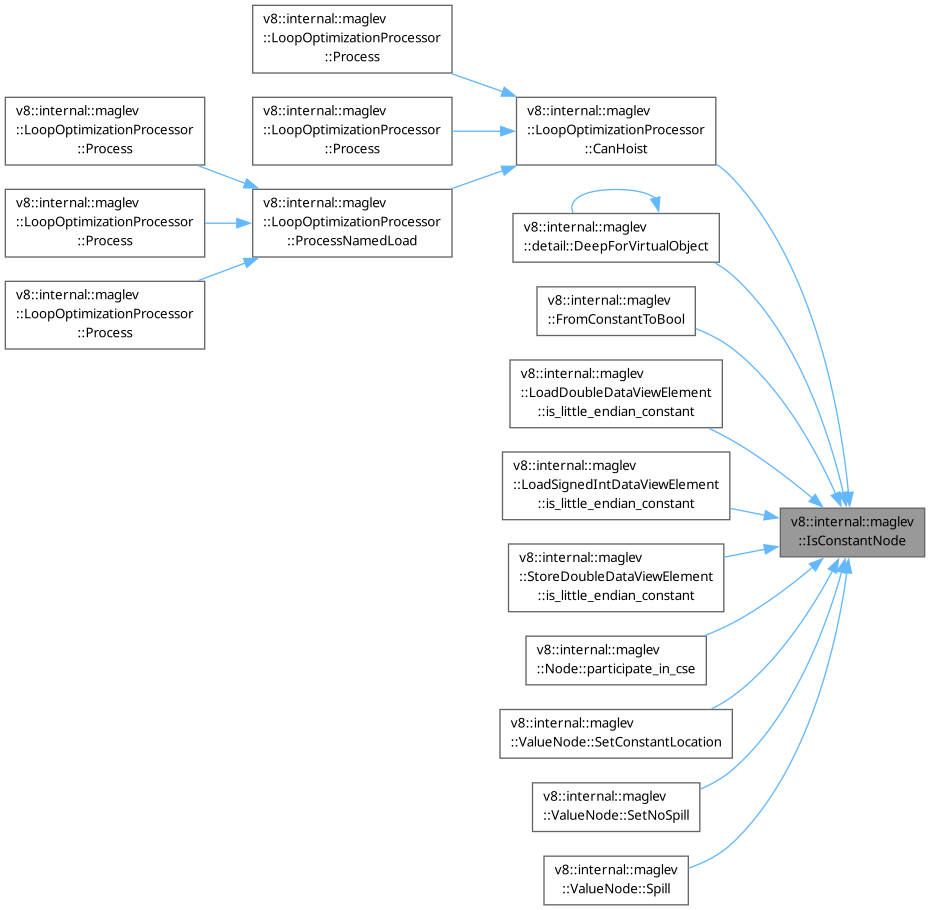 v8::internal::maglev
::LoopOptimizationProcessor
::Process
v8::internal::maglev
::LoopOptimizationProcessor
::Process
v8::internal::maglev
::LoopOptimizationProcessor
::Process
v8::internal::maglev
::LoopOptimizationProcessor
::CanHoist
v8::internal::maglev
::LoopOptimizationProcessor
::Process
v8::internal::maglev
::LoopOptimizationProcessor
::ProcessNamedLoad
v8::internal::maglev
::detail::DeepForVirtualObject
v8::internal::maglev
::LoopOptimizationProcessor
::Process
v8::internal::maglev
::FromConstantToBool
v8::internal::maglev
::LoadDoubleDataViewElement
::is_little_endian_constant
v8::internal::maglev
::LoadSignedIntDataViewElement
::is_little_endian_constant
v8::internal::maglev
::IsConstantNode
v8::internal::maglev
::StoreDoubleDataViewElement
::is_little_endian_constant
v8::internal::maglev
::Node::participate_in_cse
v8::internal::maglev
::ValueNode::SetConstantLocation
v8::internal::maglev
::ValueNode::SetNoSpill
v8::internal::maglev
::ValueNode::Spill